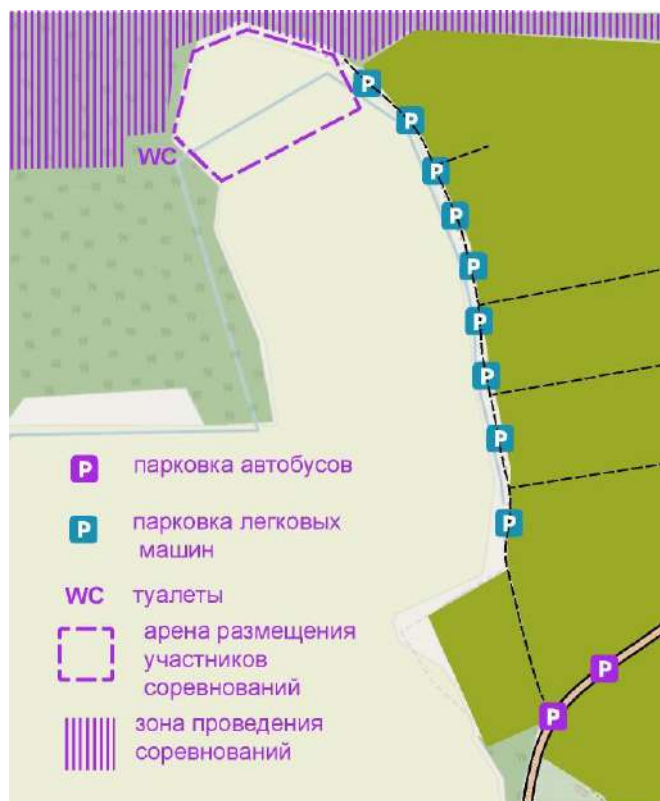 P
P
P
WC
P
P
P
P
P
P
P парковка автобусов
P парковка легковых
машин
P
WC туалеты
арена размещения
участников
соревнований
P
P
зона проведения
соревнований